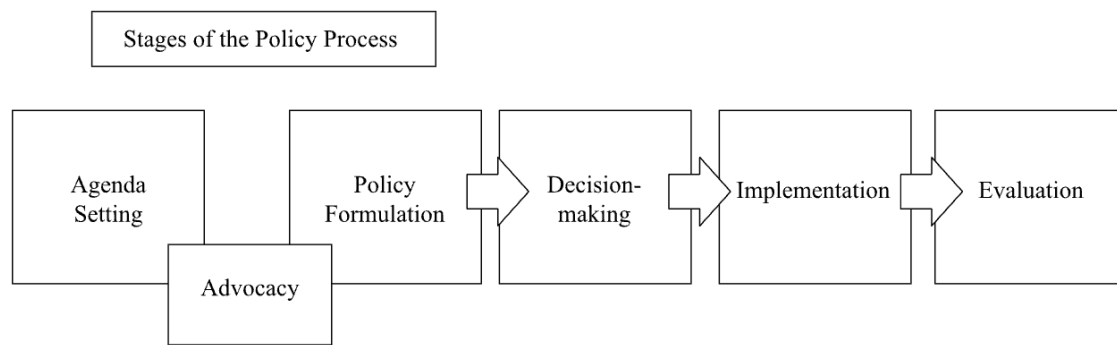 Stages of the Policy Process
Agenda
Setting
Advocacy
Policy
Formulation
Decision-
making
Implementation
Evaluation